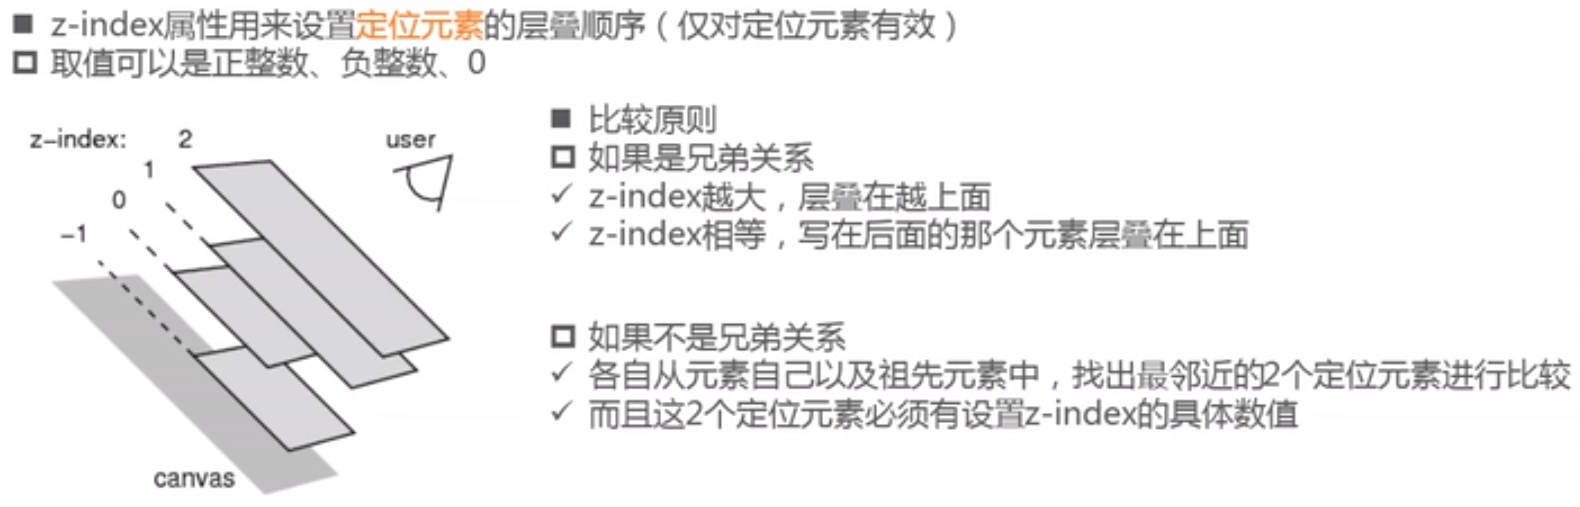 ■ z-index属性用来设置定位元素的层叠顺序（仅对定位元素有效）
□ 取值可以是正整数、负整数、0
z-index:
2
1
0
-1
user
canvas
■ 比较原则
□ 如果是兄弟关系
✓ z-index越大，层叠在越上面
✓ z-index相等，写在后面的那个元素层叠在上面
□ 如果不是兄弟关系
✓ 各自从元素自己以及祖先元素中，找出最邻近的2个定位元素进行比较
✓ 而且这2个定位元素必须有设置z-index的具体数值